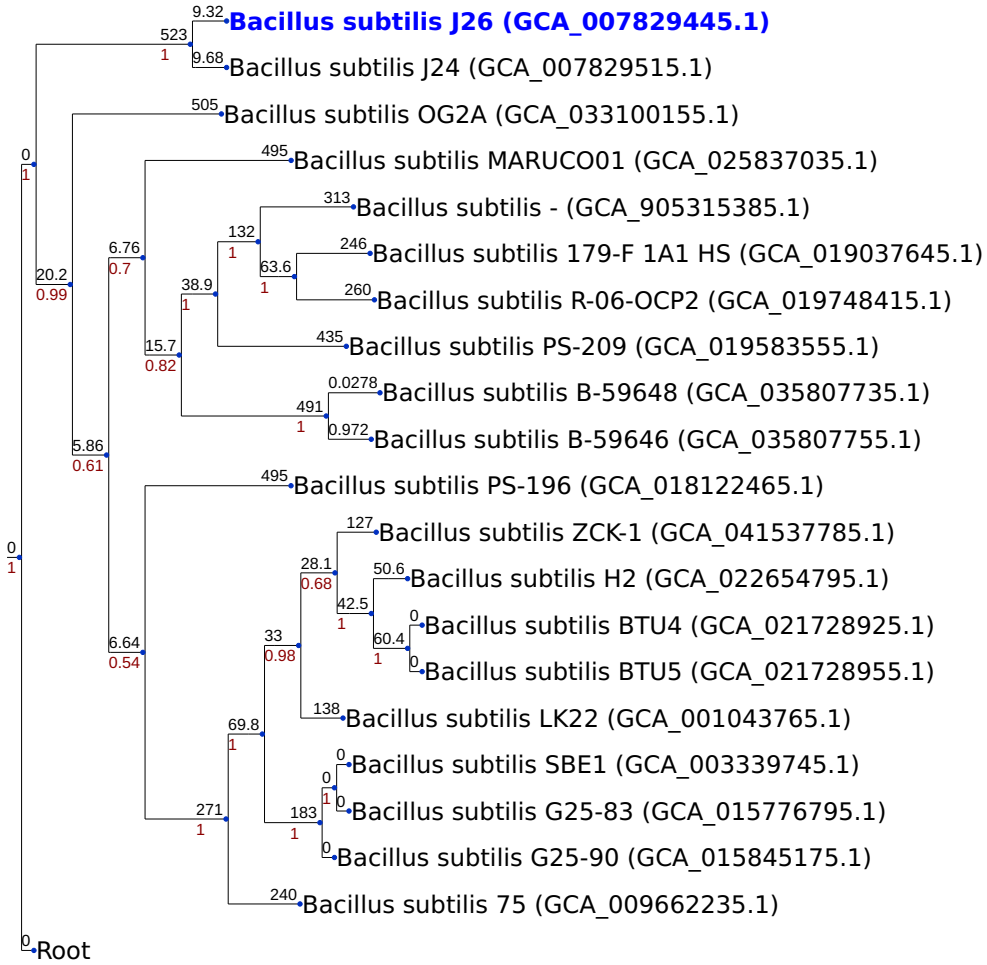 9.32
Bacillus subtilis J26 (GCA_007829445.1)
523
1
9.68
Bacillus subtilis J24 (GCA_007829515.1)
505
Bacillus subtilis OG2A (GCA_033100155.1)
0
1
495
Bacillus subtilis MARUCO01 (GCA_025837035.1)
313
Bacillus subtilis - (GCA_905315385.1)
132
1
6.76
0.7
246
Bacillus subtilis 179-F 1A1 HS (GCA_019037645.1)
63.6
1
20.2
0.99
38.9
1
260
Bacillus subtilis R-06-OCP2 (GCA_019748415.1)
435
Bacillus subtilis PS-209 (GCA_019583555.1)
15.7
0.82
0.0278
Bacillus subtilis B-59648 (GCA_035807735.1)
491
1
0.972
Bacillus subtilis B-59646 (GCA_035807755.1)
5.86
0.61
495
Bacillus subtilis PS-196 (GCA_018122465.1)
127
Bacillus subtilis ZCK-1 (GCA_041537785.1)
0
1
28.1
0.68
50.6
Bacillus subtilis H2 (GCA_022654795.1)
42.5
1
0
Bacillus subtilis BTU4 (GCA_021728925.1)
60.4
1
6.64
0.54
33
0.98
0
Bacillus subtilis BTU5 (GCA_021728955.1)
138
Bacillus subtilis LK22 (GCA_001043765.1)
69.8
1
0
Bacillus subtilis SBE1 (GCA_003339745.1)
0
1
0
Bacillus subtilis G25-83 (GCA_015776795.1)
271
1
183
1
0
Bacillus subtilis G25-90 (GCA_015845175.1)
240
Bacillus subtilis 75 (GCA_009662235.1)
0
Root